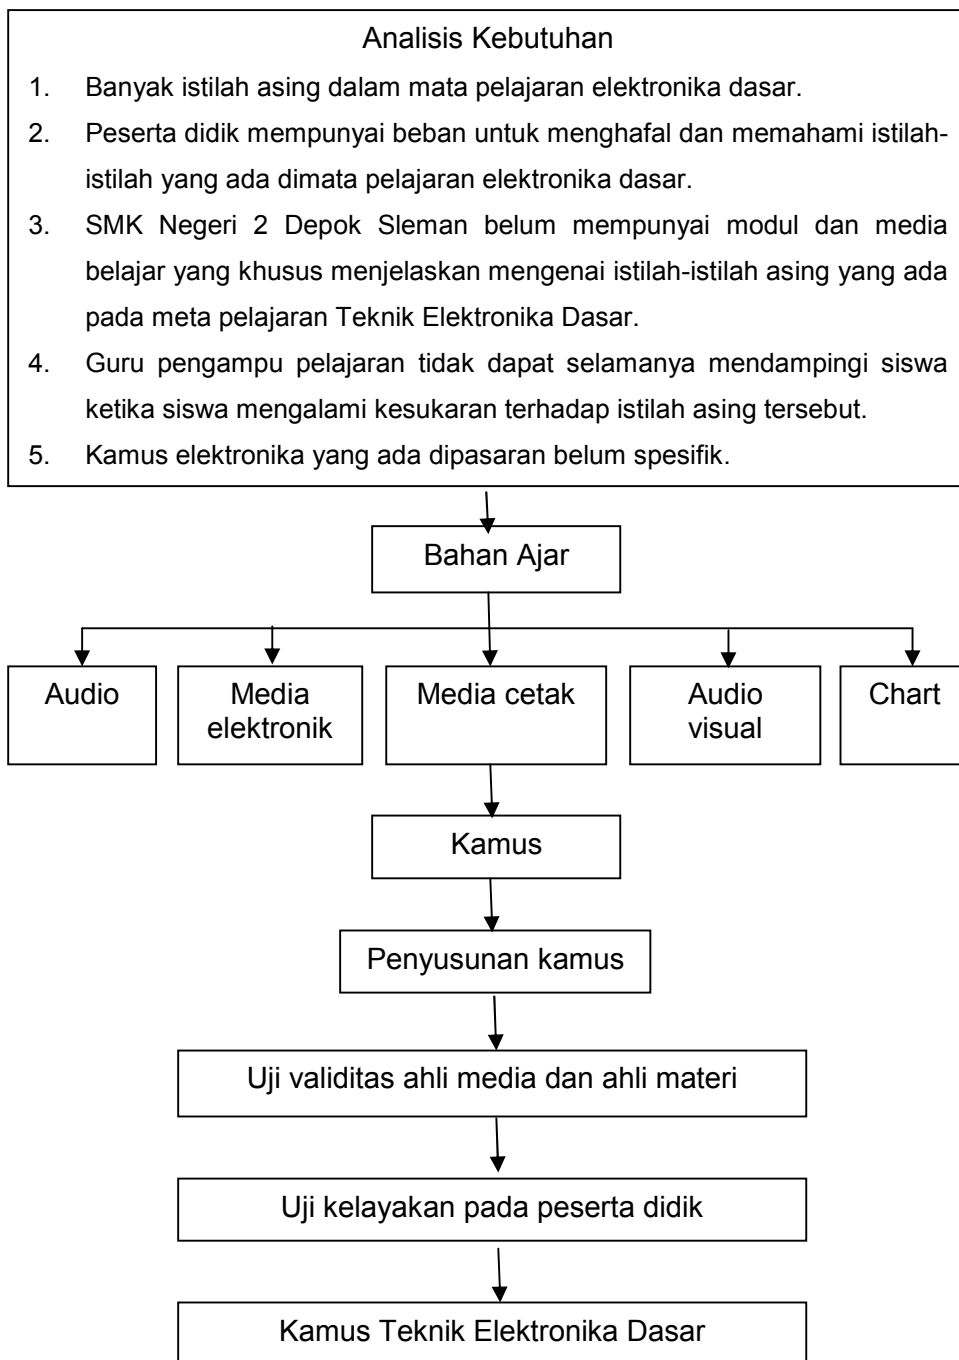 Analisis Kebutuhan
1. Banyak istilah asing dalam mata pelajaran elektronika dasar.
2. Peserta didik mempunyai beban untuk menghafal dan memahami istilah-
istilah yang ada dimata pelajaran elektronika dasar.
3. SMK Negeri 2 Depok Sleman belum mempunyai modul dan media
belajar yang khusus menjelaskan mengenai istilah-istilah asing yang ada
pada meta pelajaran Teknik Elektronika Dasar.
4. Guru pengampu pelajaran tidak dapat selamanya mendampingi siswa
ketika siswa mengalami kesukaran terhadap istilah asing tersebut.
5. Kamus elektronika yang ada dipasaran belum spesifik.
Bahan Ajar
Audio
Media
elektronik
Media cetak
Audio
visual
Chart
Kamus
Penyusunan kamus
Uji validitas ahli media dan ahli materi
Uji kelayakan pada peserta didik
Kamus Teknik Elektronika Dasar